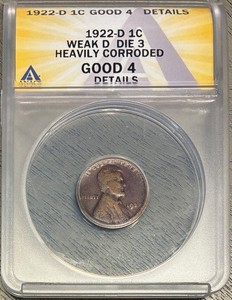 1922-D 1C GOOD 4 DETAILS
1922-D 1C
WEAK D DIE 3
HEAVILY CORRODED
GOOD 4
DETAILS